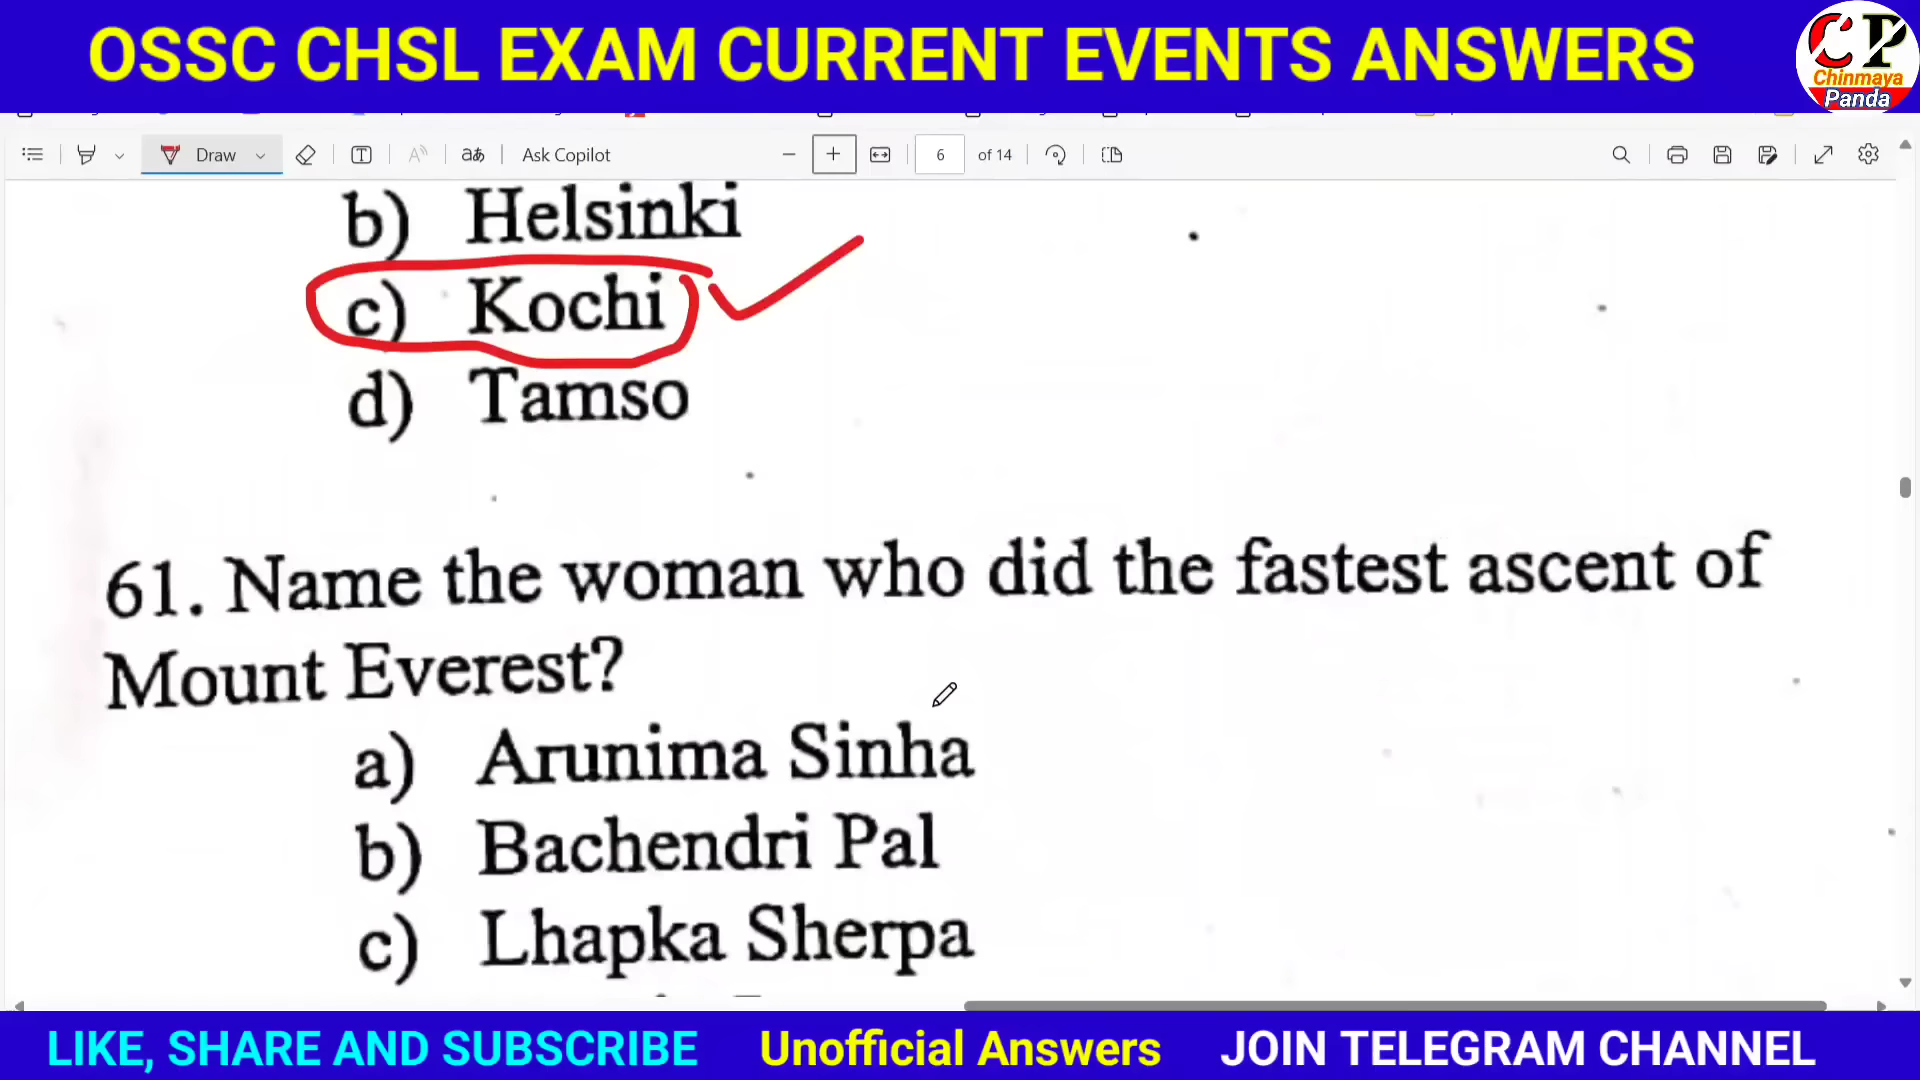 OSSC CHSL EXAM CURRENT EVENTS ANSWERS
CP
Chinmaya
Panda
Draw
Ask Copilot
6 of 14
b) Helsinki
c) Kochi
d) Tamso
61. Name the woman who did the fastest ascent of
Mount Everest?
a) Arunima Sinha
b) Bachendri Pal
c) Lhapka Sherpa
LIKE, SHARE AND SUBSCRIBE Unofficial Answers JOIN TELEGRAM CHANNEL